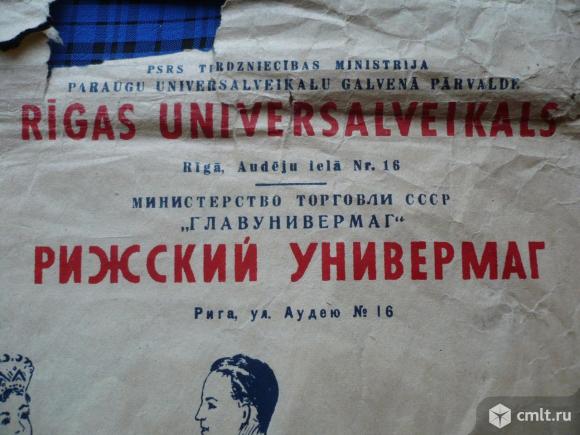 PSRS TIRDZNIECĪBAS MINISTRIJA
PARAUGU UNIVERSALVEIKALU GALVENĀ PĀRVALDE
RĪGAS UNIVERSALVEIKALS
Rīgā, Audēju ielā Nr. 16
МИНИСТЕРСТВО ТОРГОВЛИ СССР
„ГЛАВУНИВЕРМАГ“
РИЖСКИЙ УНИВЕРМАГ
Рига, ул. Аудею № 16
cmlt.ru